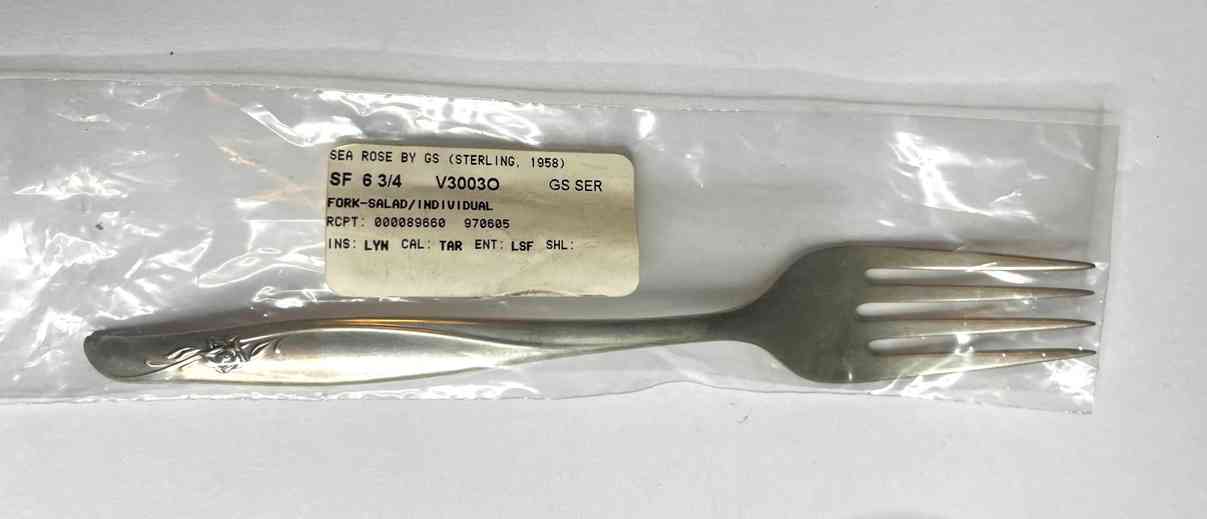 SEA ROSE BY GS (STERLING, 1958)
SF 6 3/4 V3003O GS SER
FORK-SALAD/INDIVIDUAL
RCPT: 000089660 970605
INS: LYN CAL: TAR ENT: LSF SHL: